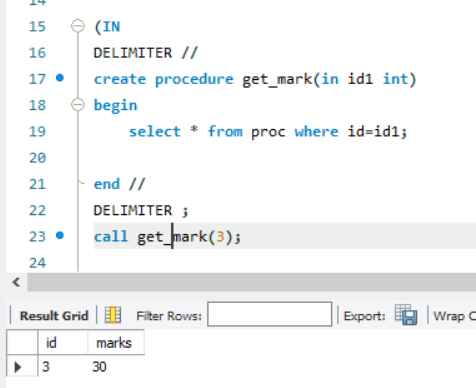 14
15 (IN
16 DELIMITER //
17 create procedure get_mark(in id1 int)
18 begin
19 select * from proc where id=id1;
20
21 end //
22 DELIMITER ;
23 call get_mark(3);
24
Result Grid Filter Rows: Export: Wrap C
id marks
3 30